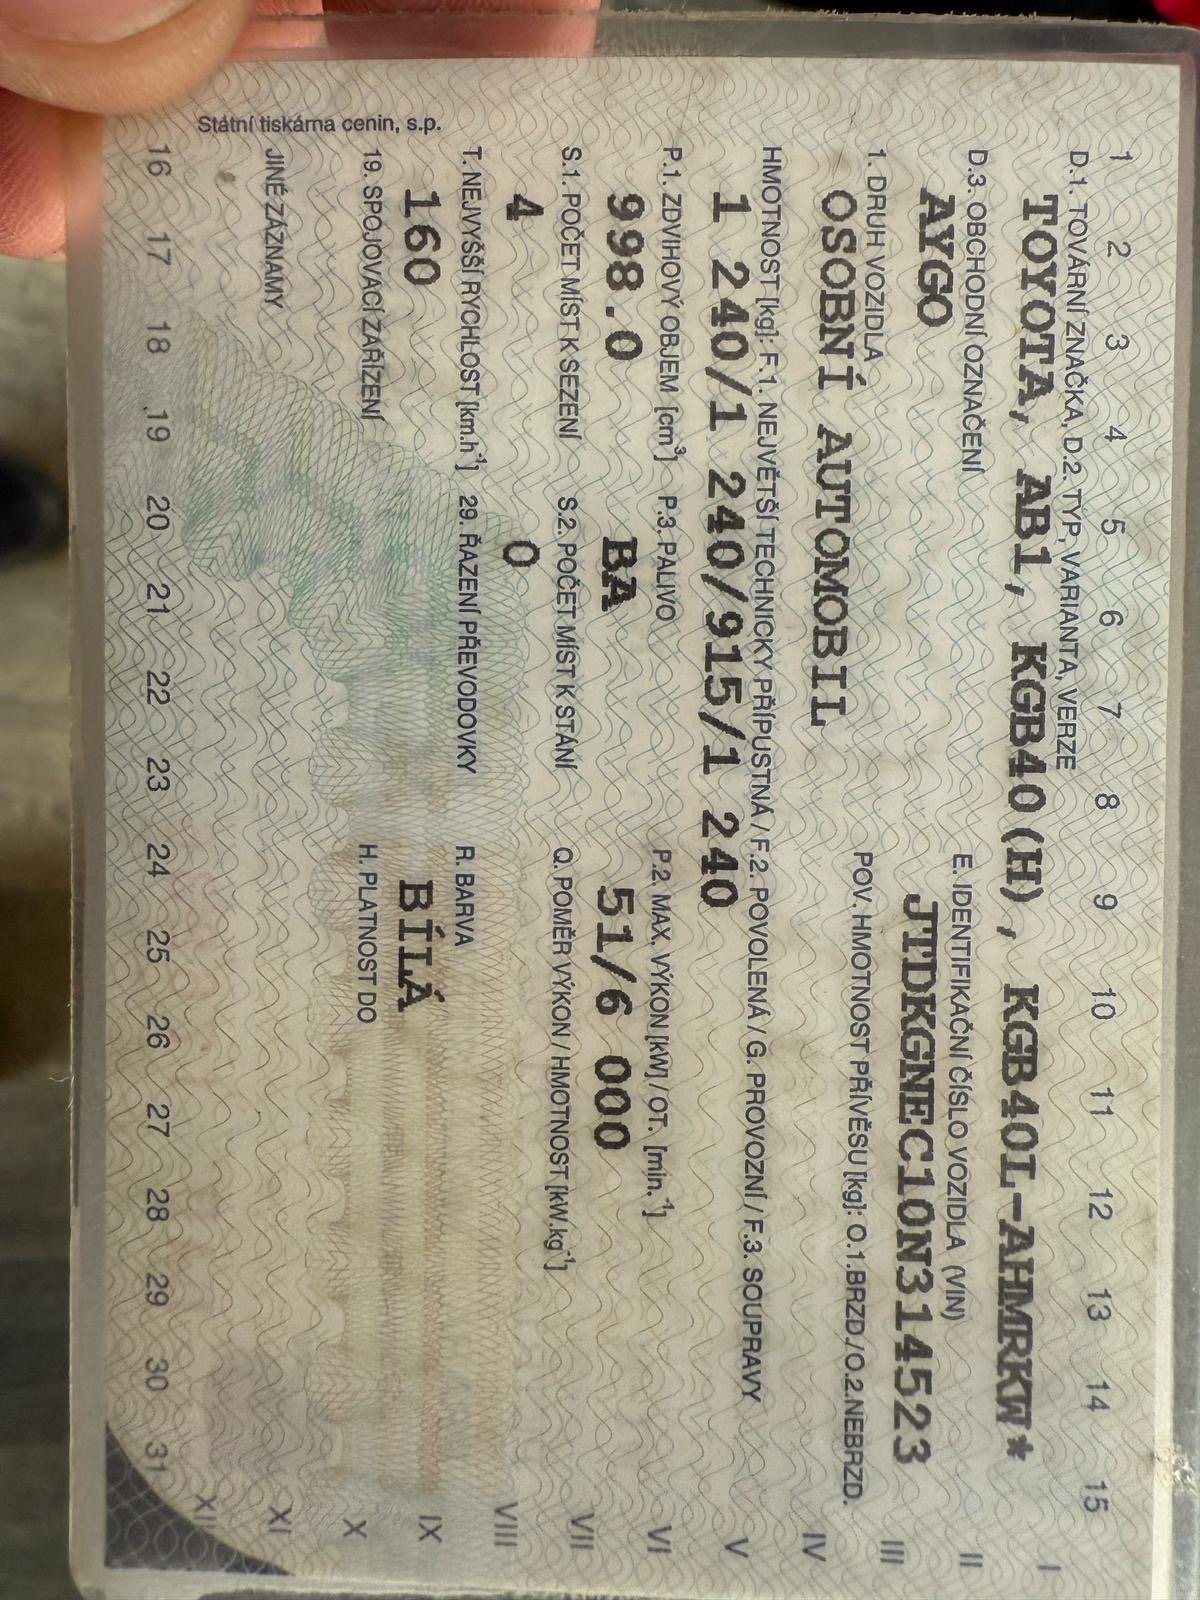 1 2 3 4 5 6 7 8 9 10 11 12 13 14 15
D.1. TOVÁRNÍ ZNAČKA, D.2. TYP, VARIANTA, VERZE I
TOYOTA, AB1, KGB40(H), KGB40L-AHMRKW*
D.3. OBCHODNÍ OZNAČENÍ E. IDENTIFIKAČNÍ ČÍSLO VOZIDLA (VIN) II
AYGO JTDKGNEC10N314523
1. DRUH VOZIDLA POV. HMOTNOST PŘÍVĚSU [kg]: O.1.BRZD./O.2.NEBRZD. III
OSOBNÍ AUTOMOBIL IV
HMOTNOST [kg]: F.1. NEJVĚTŠÍ TECHNICKY PŘÍPUSTNÁ / F.2. POVOLENÁ / G. PROVOZNÍ / F.3. SOUPRAVY
1 240/1 240/915/1 240 V
P.1. ZDVIHOVÝ OBJEM [cm³] P.3. PALIVO P.2. MAX. VÝKON [kW] / OT. [min.⁻¹] VI
998.0 BA 51/6 000
S.1. POČET MÍST K SEZENÍ S.2. POČET MÍST K STÁNÍ Q. POMĚR VÝKON / HMOTNOST [kW.kg⁻¹] VII
4 0 VIII
T. NEJVYŠŠÍ RYCHLOST [km.h⁻¹] 29. ŘAZENÍ PŘEVODOVKY R. BARVA
160 BÍLÁ IX
19. SPOJOVACÍ ZAŘÍZENÍ H. PLATNOST DO X
JINÉ ZÁZNAMY XI
Státní tiskárna cenin, s.p. XII
16 17 18 19 20 21 22 23 24 25 26 27 28 29 30 31